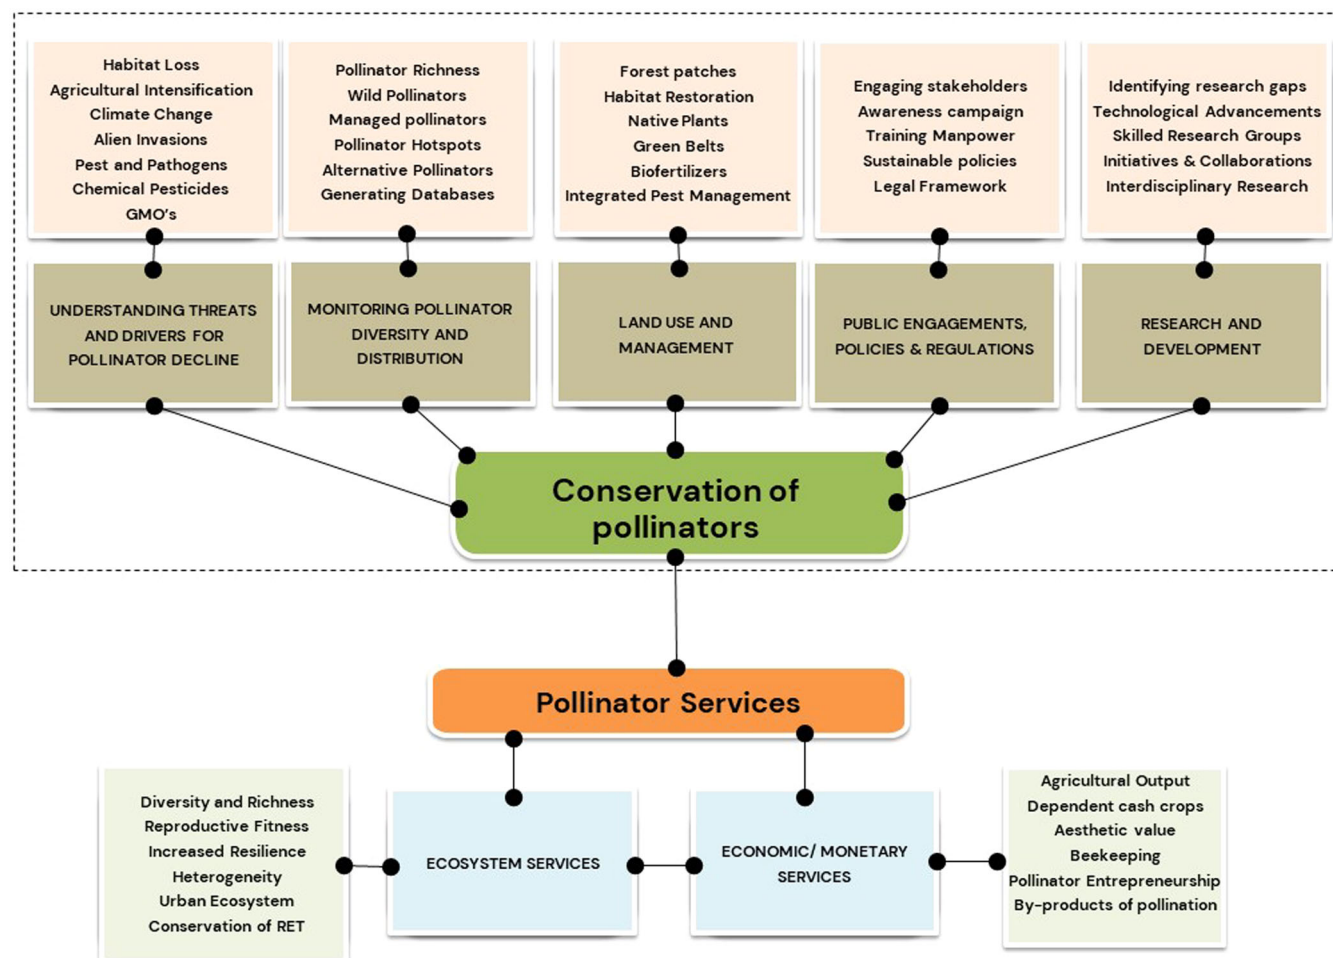 Habitat Loss
Agricultural Intensification
Climate Change
Alien Invasions
Pest and Pathogens
Chemical Pesticides
GMO's
Pollinator Richness
Wild Pollinators
Managed pollinators
Pollinator Hotspots
Alternative Pollinators
Generating Databases
Forest patches
Habitat Restoration
Native Plants
Green Belts
Biofertilizers
Integrated Pest Management
Engaging stakeholders
Awareness campaign
Training Manpower
Sustainable policies
Legal Framework
Identifying research gaps
Technological Advancements
Skilled Research Groups
Initiatives & Collaborations
Interdisciplinary Research
UNDERSTANDING THREATS
AND DRIVERS FOR
POLLINATOR DECLINE
MONITORING POLLINATOR
DIVERSITY AND
DISTRIBUTION
LAND USE AND
MANAGEMENT
PUBLIC ENGAGEMENTS,
POLICIES & REGULATIONS
RESEARCH AND
DEVELOPMENT
Conservation of
pollinators
Pollinator Services
Diversity and Richness
Reproductive Fitness
Increased Resilience
Heterogeneity
Urban Ecosystem
Conservation of RET
ECOSYSTEM SERVICES
ECONOMIC/ MONETARY
SERVICES
Agricultural Output
Dependent cash crops
Aesthetic value
Beekeeping
Pollinator Entrepreneurship
By-products of pollination